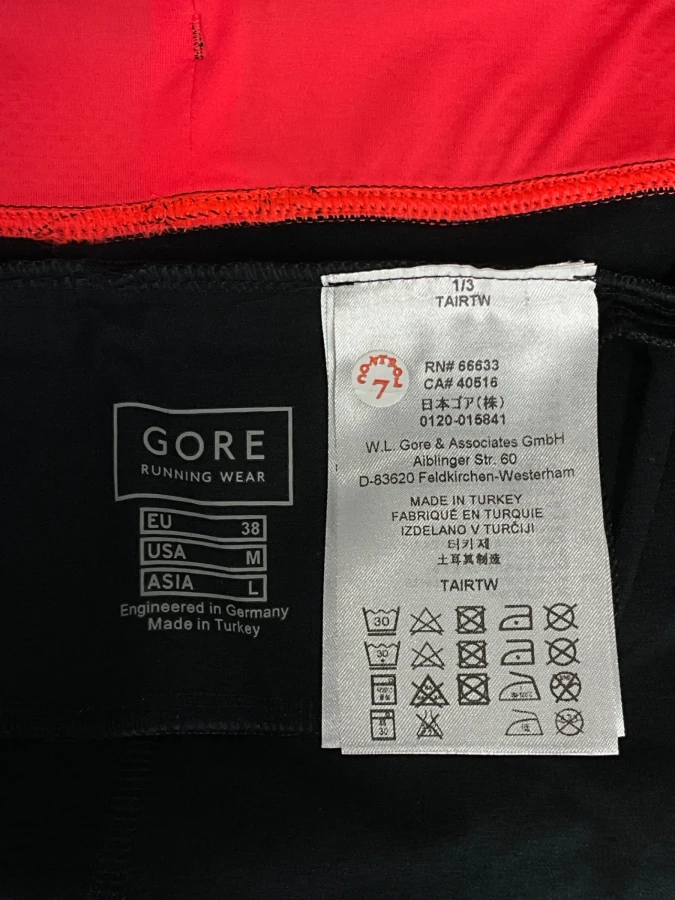 GORE
RUNNING WEAR
EU 38
USA M
ASIA L
Engineered in Germany
Made in Turkey
1/3
TAIRTW
CONTROL
7
RN# 66633
CA# 40516
日本ゴア(株)
0120-015841
W.L. Gore & Associates GmbH
Aiblinger Str. 60
D-83620 Feldkirchen-Westerham
MADE IN TURKEY
FABRIQUÉ EN TURQUIE
IZDELANO V TURČIJI
터키제
土耳其制造
TAIRTW
30
30
30
低